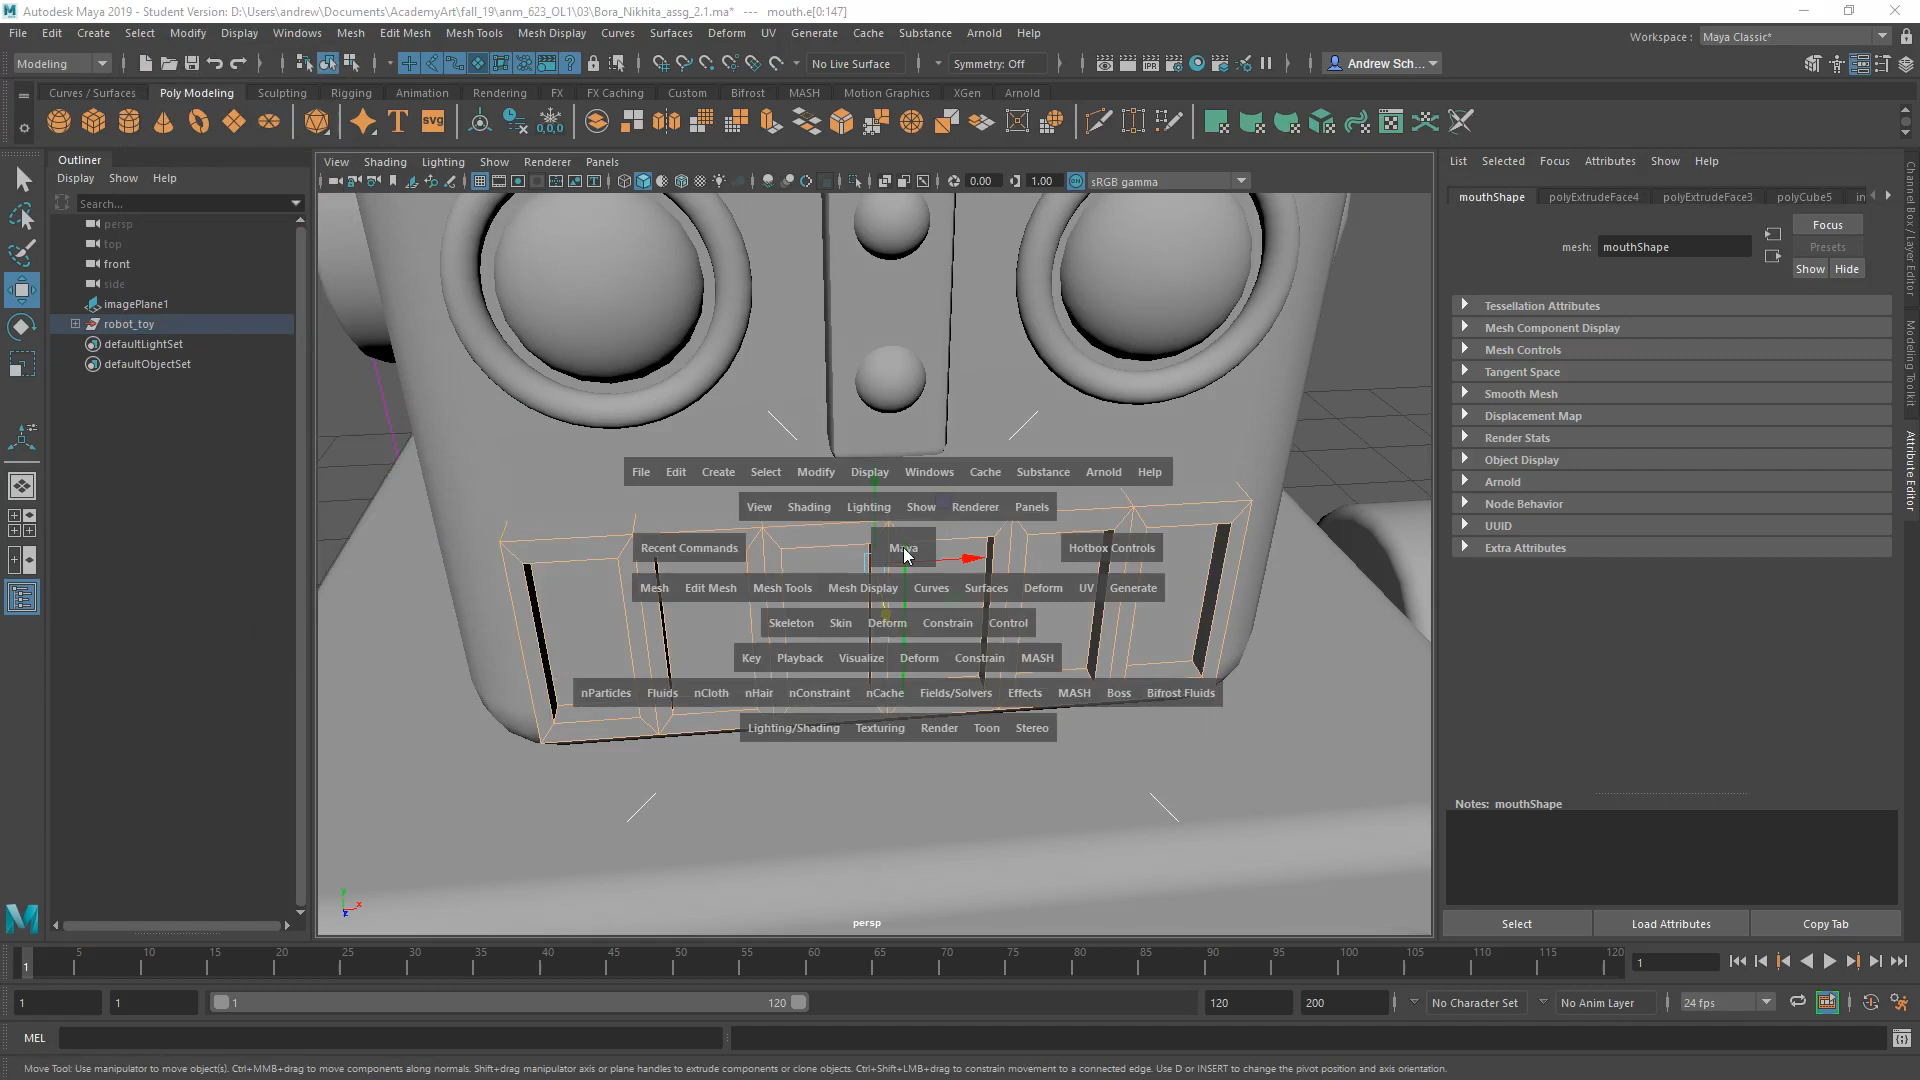 Autodesk Maya 2019 - Student Version: D:\Users\andrew\Documents\AcademyArt\fall_19\anm_623_OL1\03\Bora_Nikhita_assg_2.1.ma* --- mouth.e[0:147]
File Edit Create Select Modify Display Windows Mesh Edit Mesh Mesh Tools Mesh Display Curves Surfaces Deform UV Generate Cache Substance Arnold Help
Workspace : Maya Classic*
Modeling No Live Surface Symmetry: Off Andrew Sch...
Curves / Surfaces Poly Modeling Sculpting Rigging Animation Rendering FX FX Caching Custom Bifrost MASH Motion Graphics XGen Arnold
T svg 0,0,0
Outliner
Display Show Help
Search...
persp
top
front
side
imagePlane1
robot_toy
defaultLightSet
defaultObjectSet
View Shading Lighting Show Renderer Panels
0.00 1.00 sRGB gamma
File Edit Create Select Modify Display Windows Cache Substance Arnold Help
View Shading Lighting Show Renderer Panels
Recent Commands Maya Hotbox Controls
Mesh Edit Mesh Mesh Tools Mesh Display Curves Surfaces Deform UV Generate
Skeleton Skin Deform Constrain Control
Key Playback Visualize Deform Constrain MASH
nParticles Fluids nCloth nHair nConstraint nCache Fields/Solvers Effects MASH Boss Bifrost Fluids
Lighting/Shading Texturing Render Toon Stereo
persp
List Selected Focus Attributes Show Help
mouthShape polyExtrudeFace4 polyExtrudeFace3 polyCube5 in
mesh: mouthShape
Focus
Presets
Show Hide
Tessellation Attributes
Mesh Component Display
Mesh Controls
Tangent Space
Smooth Mesh
Displacement Map
Render Stats
Object Display
Arnold
Node Behavior
UUID
Extra Attributes
Notes: mouthShape
Select Load Attributes Copy Tab
Channel Box / Layer Editor
Modeling Toolkit
Attribute Editor
1 5 10 15 20 25 30 35 40 45 50 55 60 65 70 75 80 85 90 95 100 105 110 115 120 1
1 1 1 120 120 200 No Character Set No Anim Layer 24 fps
MEL
Move Tool: Use manipulator to move object(s). Ctrl+MMB+drag to move components along normals. Shift+drag manipulator axis or plane handles to extrude components or clone objects. Ctrl+Shift+LMB+drag to constrain movement to a connected edge. Use D or INSERT to change the pivot position and axis orientation.